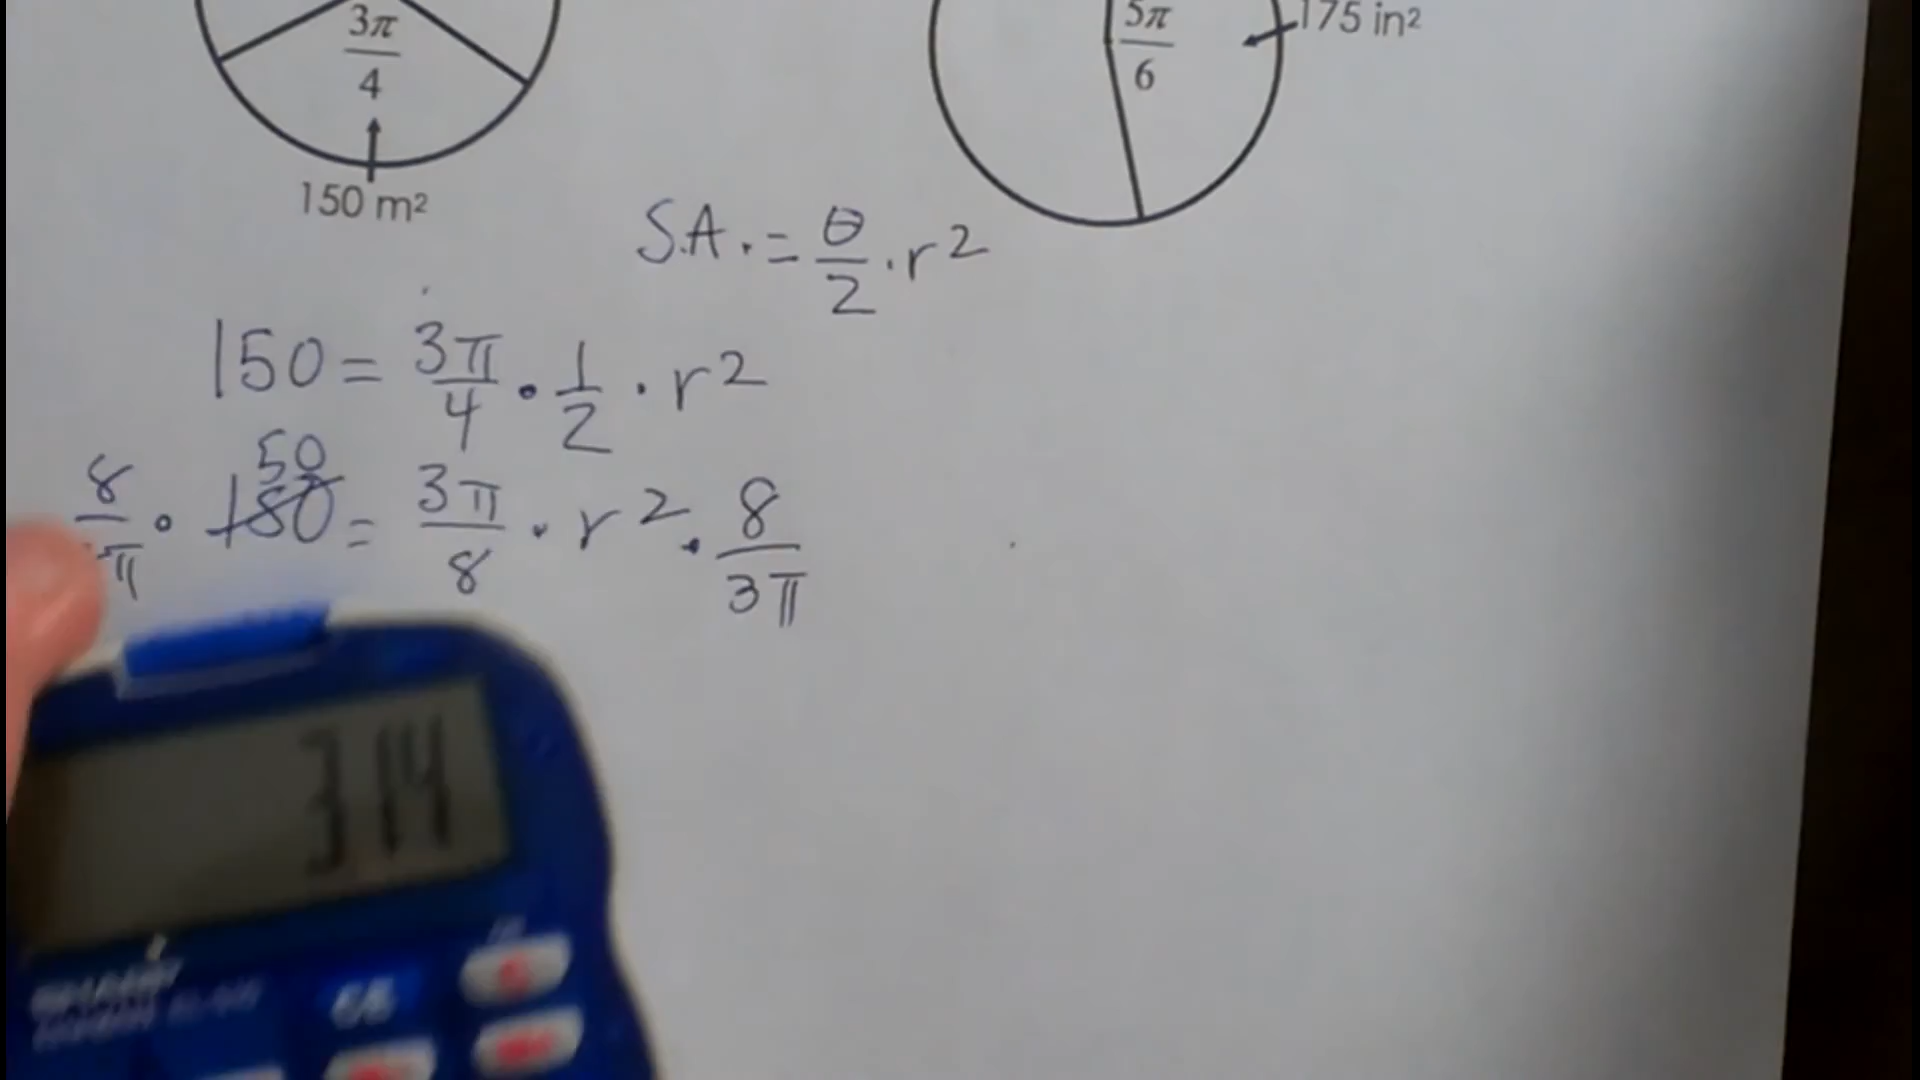 3π/4
5π/6
175 in²
150 m²
S.A. = θ/2 · r²
150 = 3π/4 · 1/2 · r²
50
8/π · 150 = 3π/8 · r² · 8/3π
314